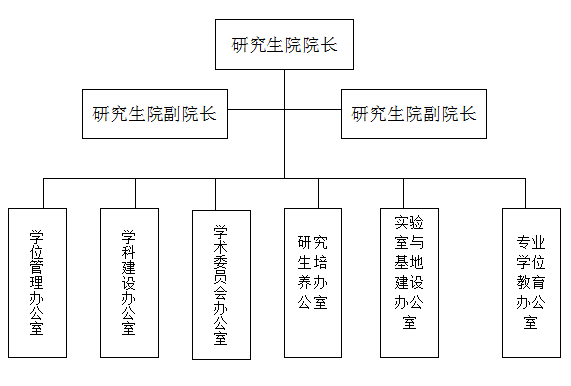 研究生院院长
研究生院副院长
研究生院副院长
学位管理办公室
学科建设办公室
学术委员会办公室
研究
生培
养办
公室
实验
室与
基地
建设
办公
室
专业
学位
教育
办公
室